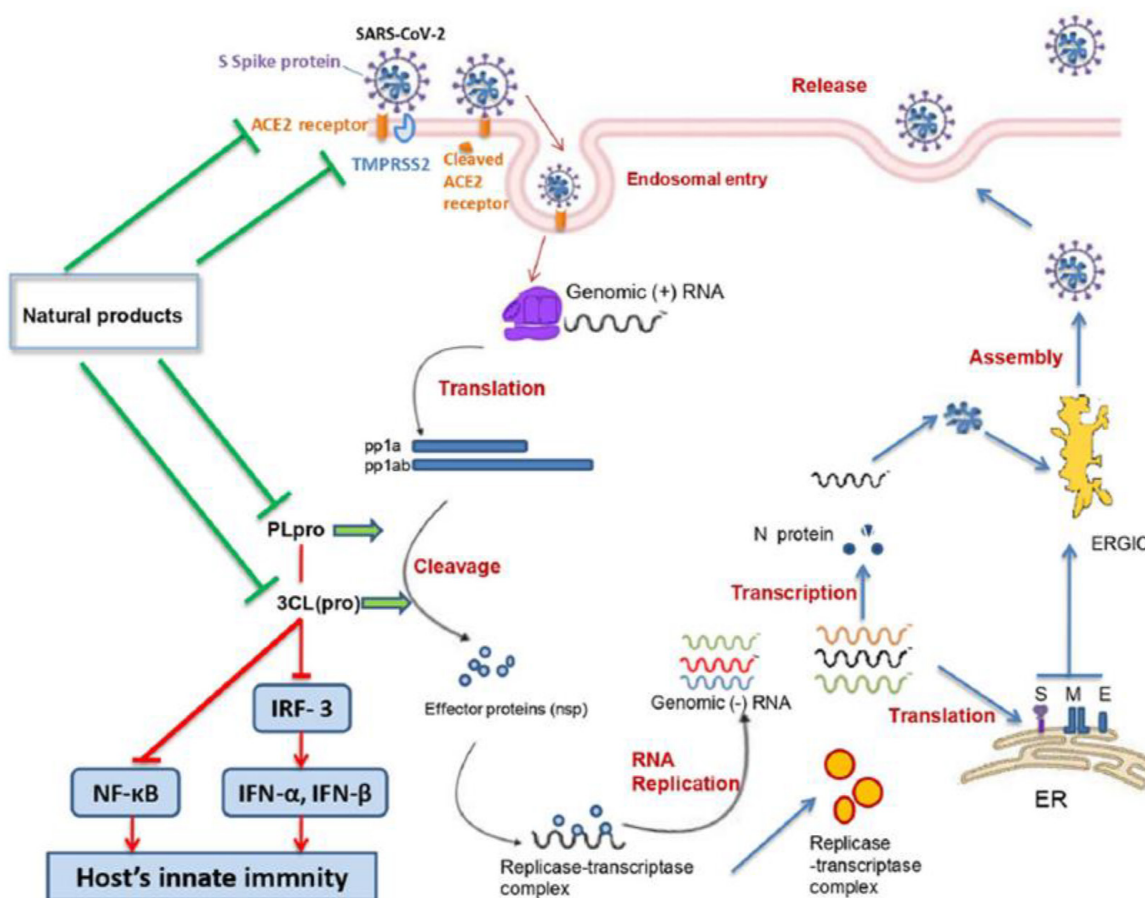 SARS-CoV-2
S Spike protein
Release
ACE2 receptor
TMPRSS2
Cleaved
ACE2
receptor
Endosomal entry
Natural products
Genomic (+) RNA
Translation
Assembly
pp1a
pp1ab
PLpro
N protein
ERGIC
Cleavage
Transcription
3CL(pro)
IRF- 3
Effector proteins (nsp)
Genomic (-) RNA
S M E
Translation
RNA
Replication
NF-κB
IFN-α, IFN-β
ER
Replicase-transcriptase
complex
Replicase
-transcriptase
complex
Host's innate immnity